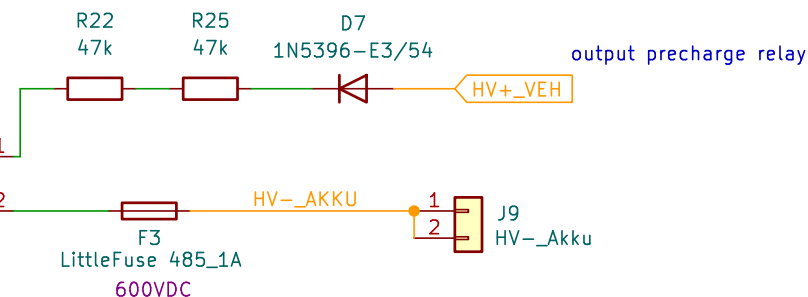 R22
47k
R25
47k
D7
1N5396-E3/54
output precharge relay
HV+_VEH
1
2
HV-_AKKU
1
2
J9
HV-_Akku
F3
LittleFuse 485_1A
600VDC